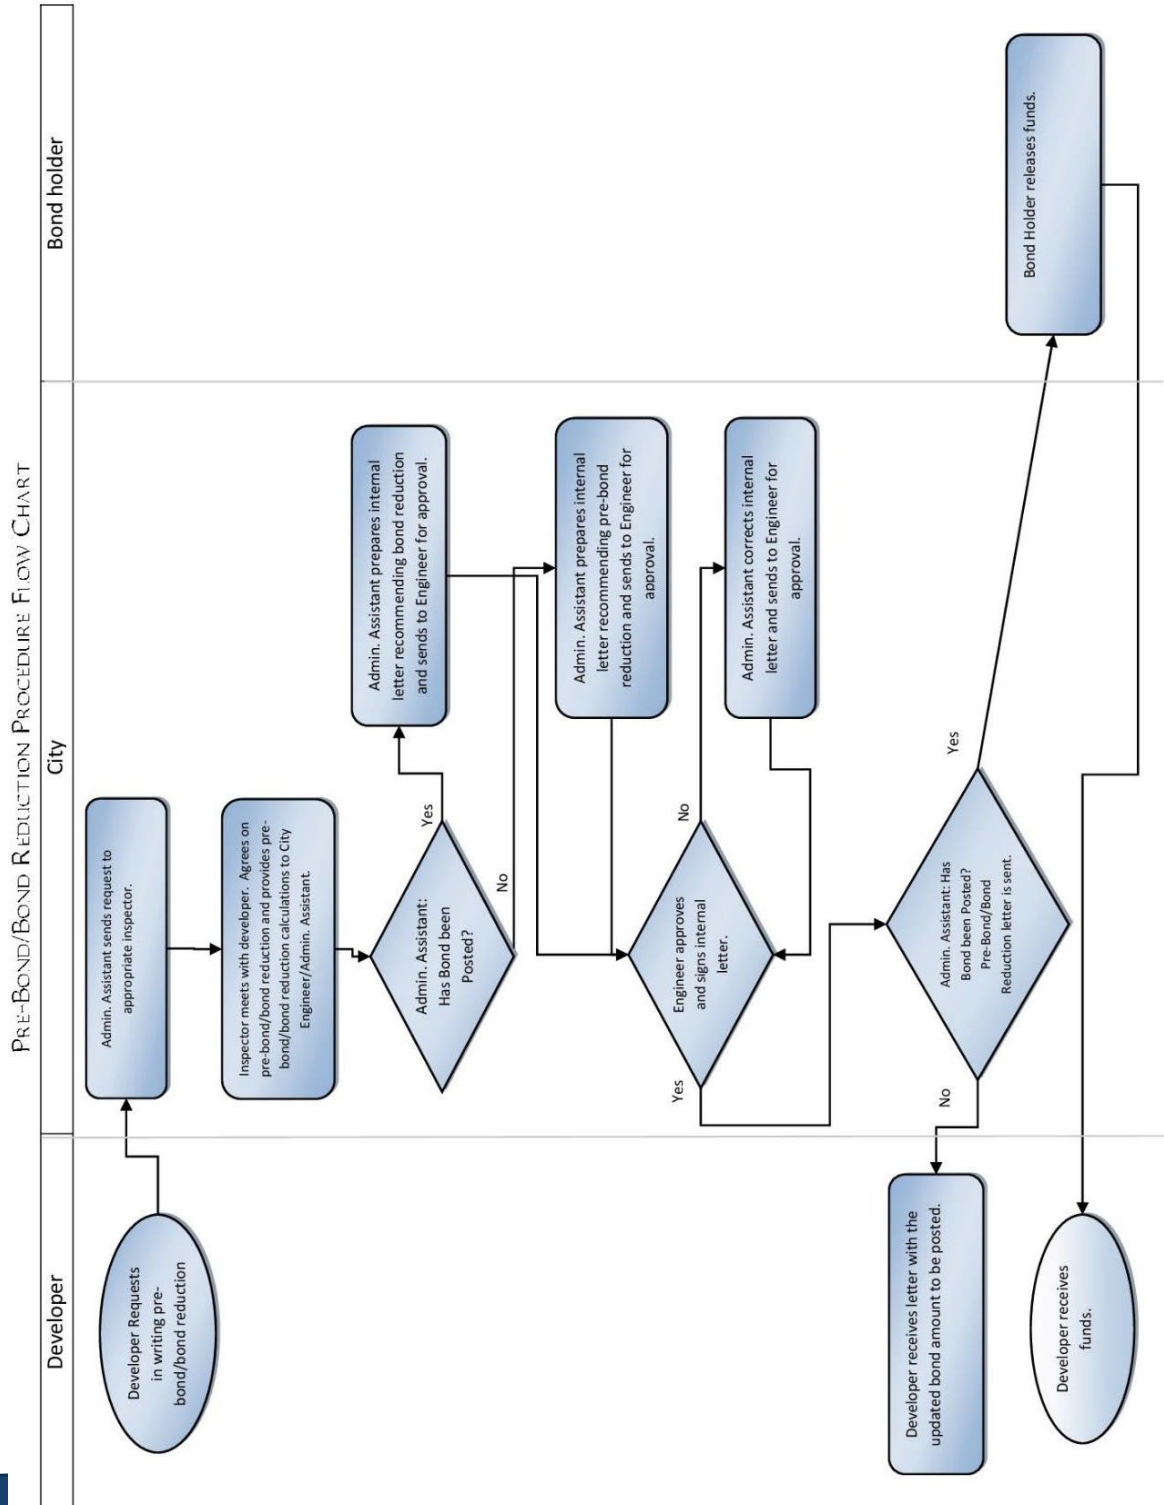 PRE-BOND/BOND REDUCTION PROCEDURE FLOW CHART
Developer
City
Bond holder
Developer Requests
in writing pre-
bond/bond reduction
Admin. Assistant sends request to
appropriate inspector.
Inspector meets with developer. Agrees on
pre-bond/bond reduction and provides pre-
bond/bond reduction calculations to City
Engineer/Admin. Assistant.
Admin. Assistant:
Has Bond been
Posted?
Yes
No
Admin. Assistant prepares internal
letter recommending bond reduction
and sends to Engineer for approval.
Admin. Assistant prepares internal
letter recommending pre-bond
reduction and sends to Engineer for
approval.
Engineer approves
and signs internal
letter.
Yes
No
Admin. Assistant corrects internal
letter and sends to Engineer for
approval.
Admin. Assistant: Has
Bond been Posted?
Pre-Bond/Bond
Reduction letter is sent.
No
Yes
Developer receives letter with the
updated bond amount to be posted.
Bond Holder releases funds.
Developer receives
funds.